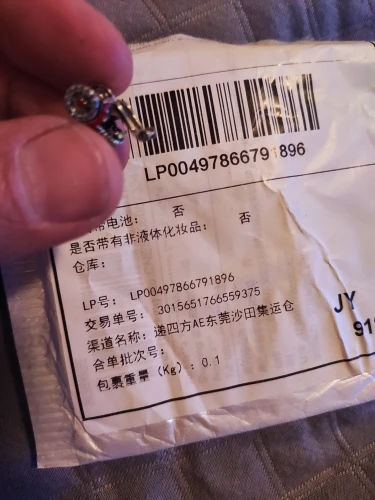 LP00497866791896
带电池： 否
是否带有非液体化妆品： 否
仓库：
LP号： LP00497866791896
交易单号： 3015651766559375
渠道名称：递四方AE东莞沙田集运仓
合单批次号：
包裹重量 (Kg) : 0.1
JY
91